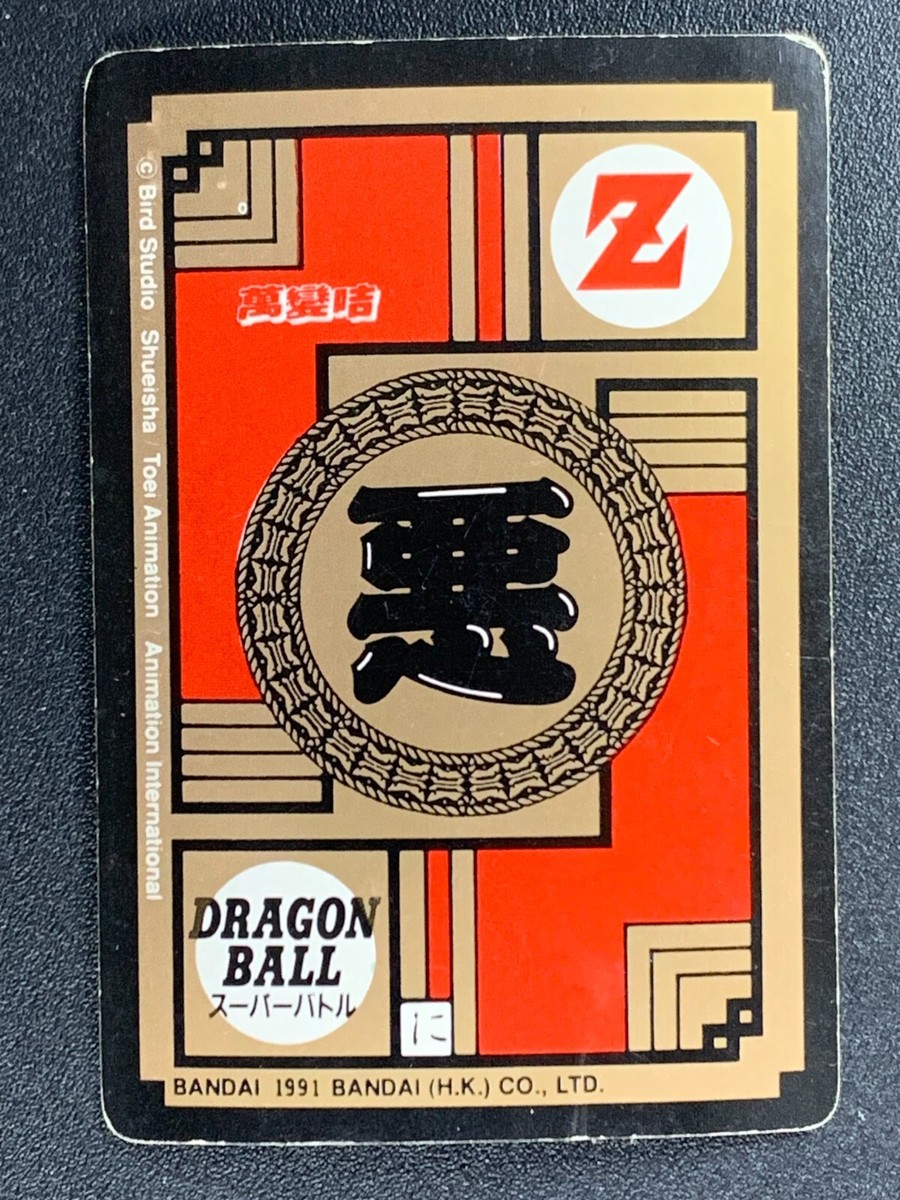 Z
萬變咭
© Bird Studio / Shueisha / Toei Animation / Animation International
悪
DRAGON
BALL
スーパーバトル
に
BANDAI 1991 BANDAI (H.K.) CO., LTD.